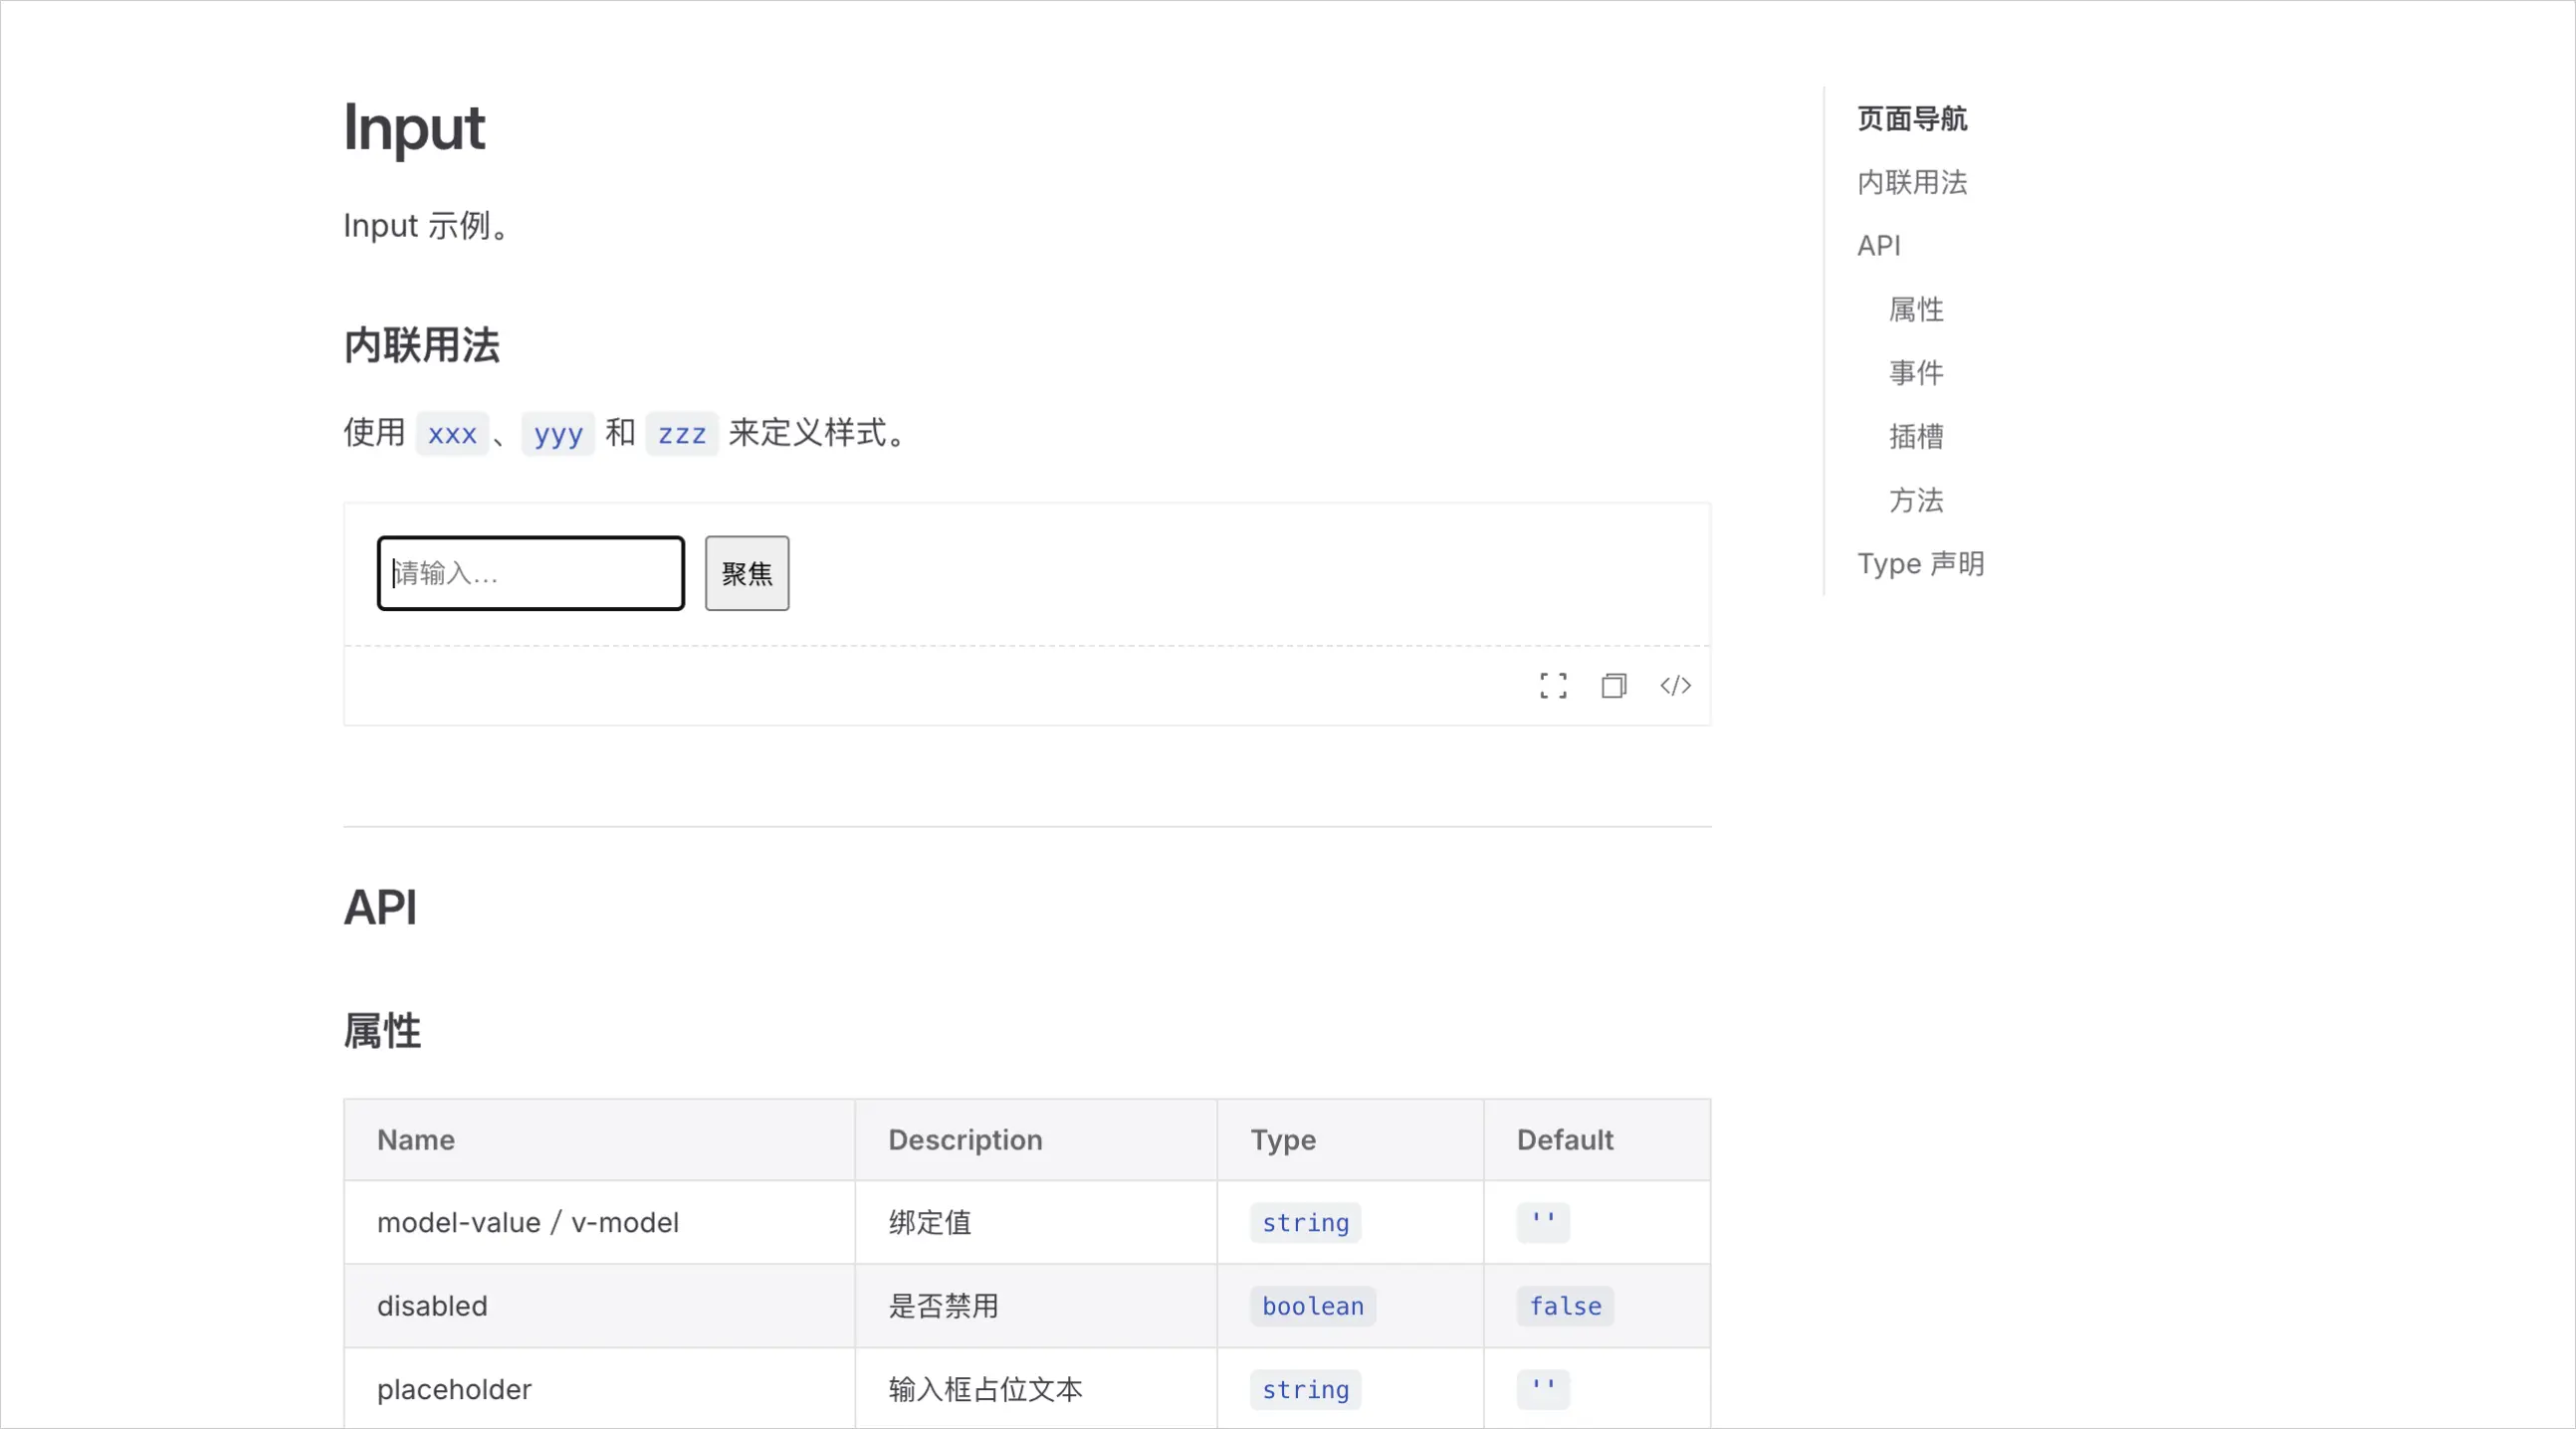 Input
Input 示例。
内联用法
使用 xxx 、 yyy 和 zzz 来定义样式。
请输入...
聚焦
</>
API
属性
Name Description Type Default
model-value / v-model 绑定值 string ''
disabled 是否禁用 boolean false
placeholder 输入框占位文本 string ''
页面导航
内联用法
API
属性
事件
插槽
方法
Type 声明